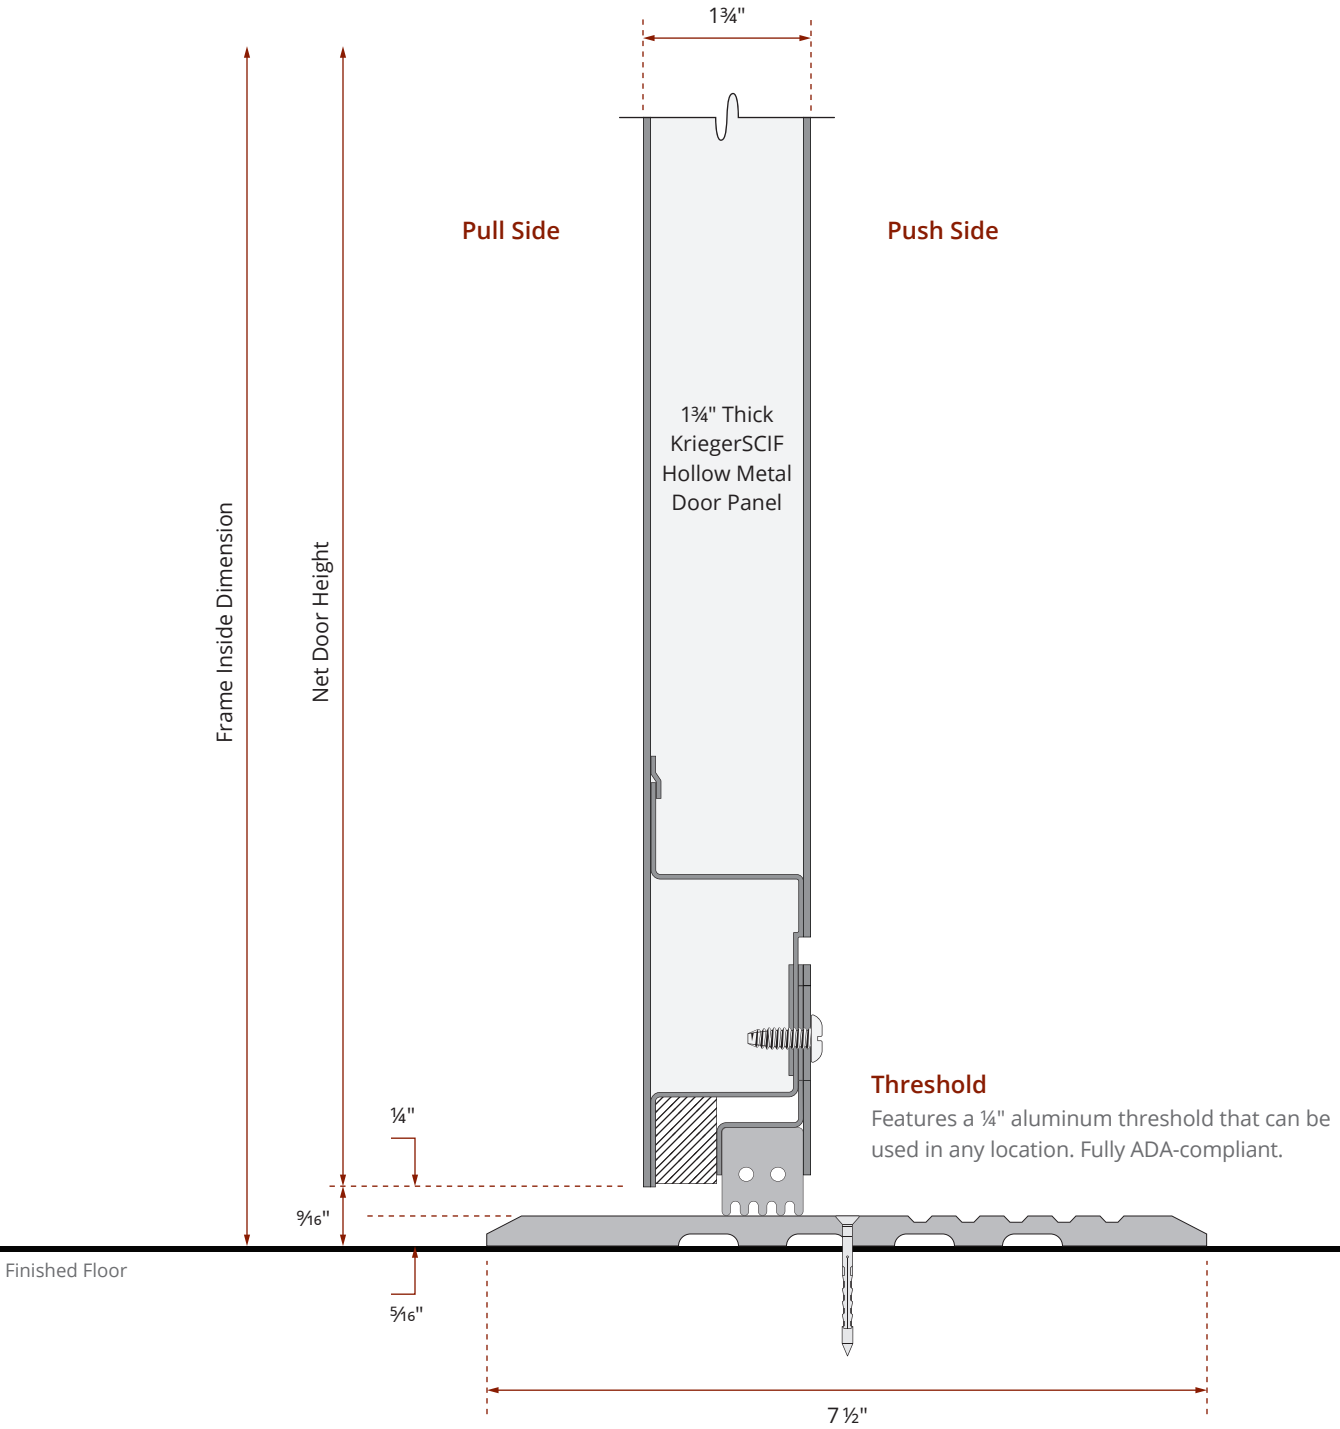 1¾"
Pull Side
Push Side
1¾" Thick
KriegerSCIF
Hollow Metal
Door Panel
Frame Inside Dimension
Net Door Height
Threshold
Features a ¼" aluminum threshold that can be
used in any location. Fully ADA-compliant.
¼"
9⁄16"
Finished Floor
5⁄16"
7 ½"